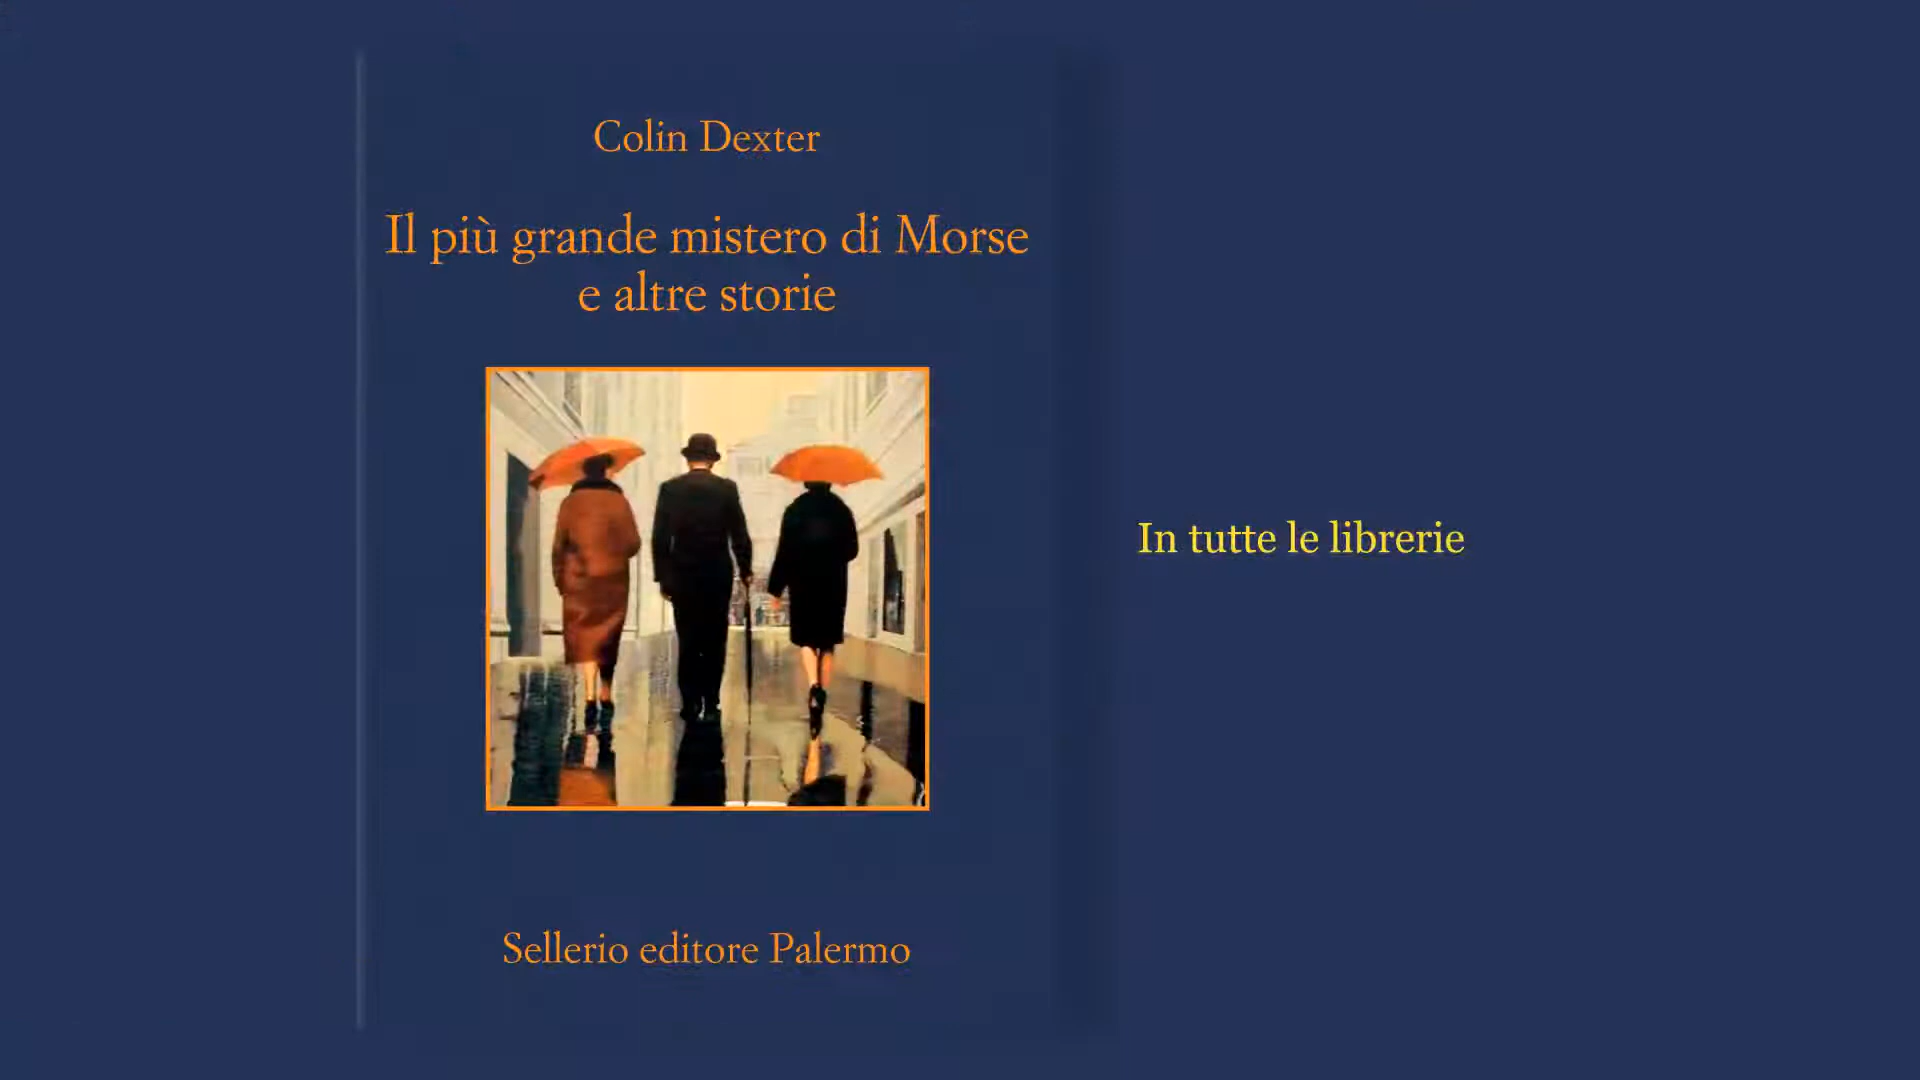 Colin Dexter
Il più grande mistero di Morse
e altre storie
In tutte le librerie
Sellerio editore Palermo